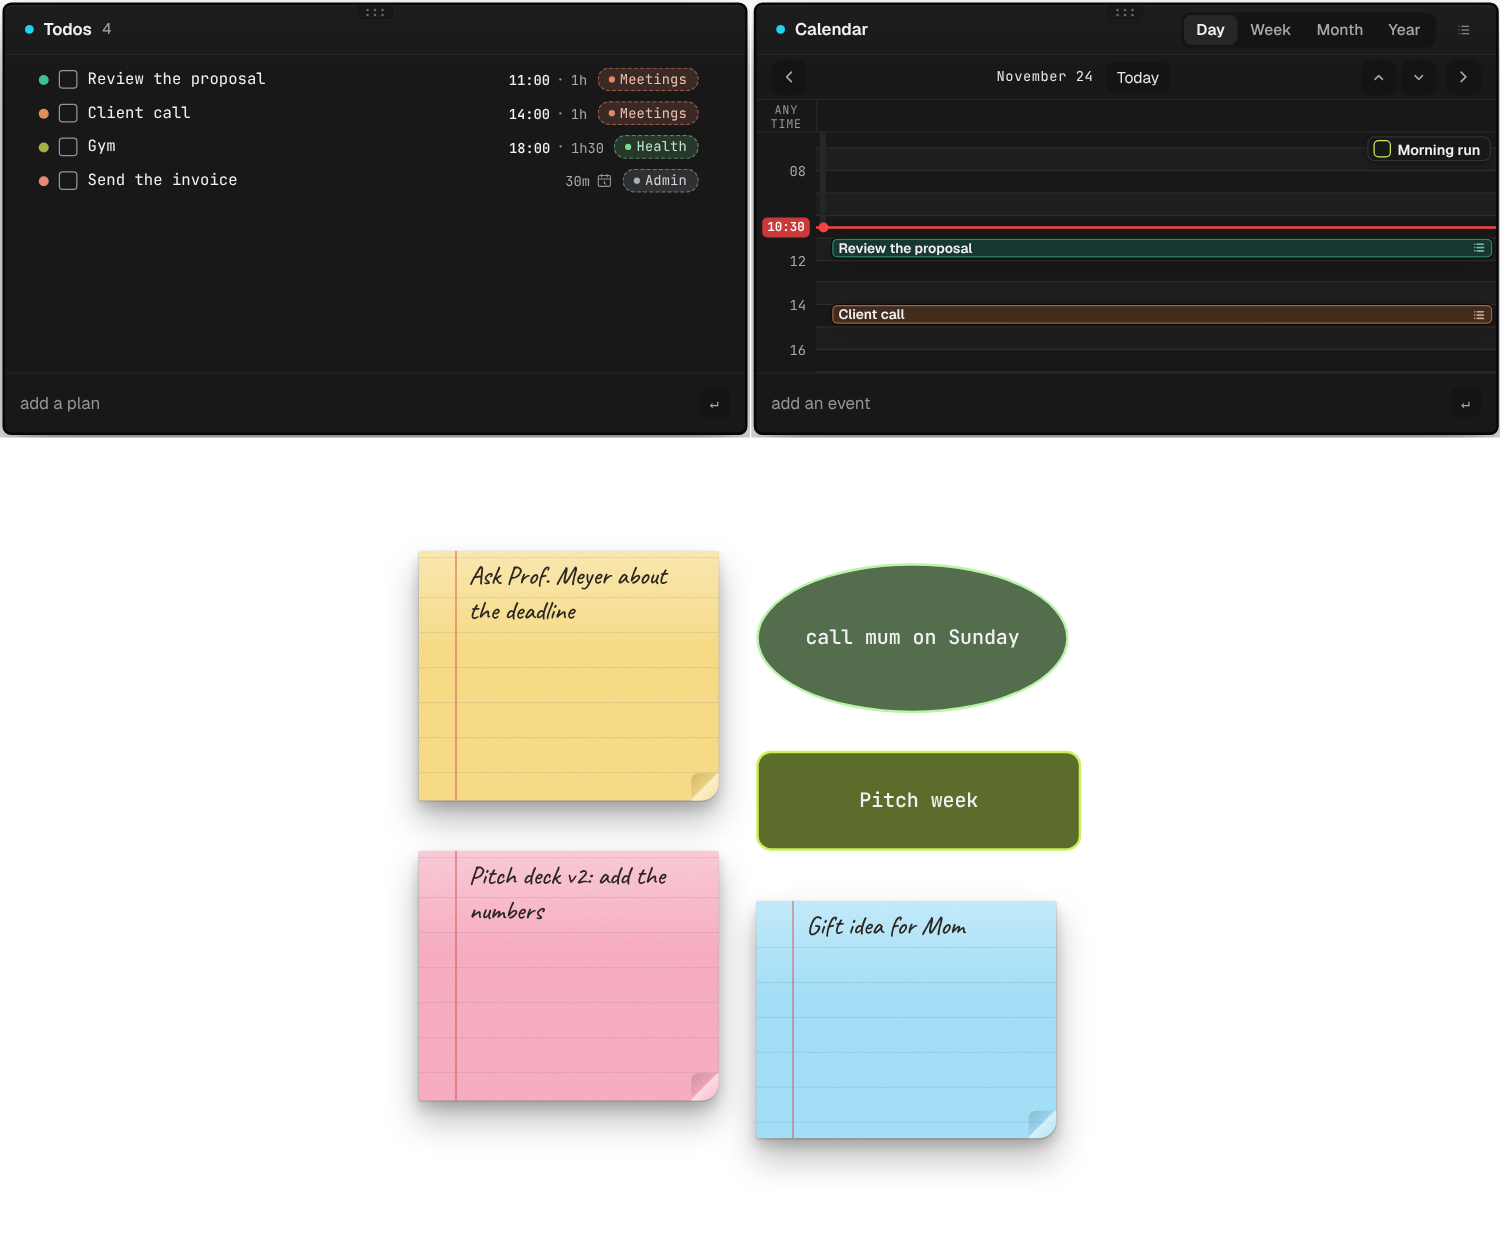 Todos 4
Review the proposal 11:00 · 1h Meetings
Client call 14:00 · 1h Meetings
Gym 18:00 · 1h30 Health
Send the invoice 30m Admin
add a plan
Calendar Day Week Month Year
November 24 Today
ANY
TIME
Morning run
08
10:30
Review the proposal
12
14
Client call
16
add an event
Ask Prof. Meyer about
the deadline
call mum on Sunday
Pitch week
Pitch deck v2: add the
numbers
Gift idea for Mom